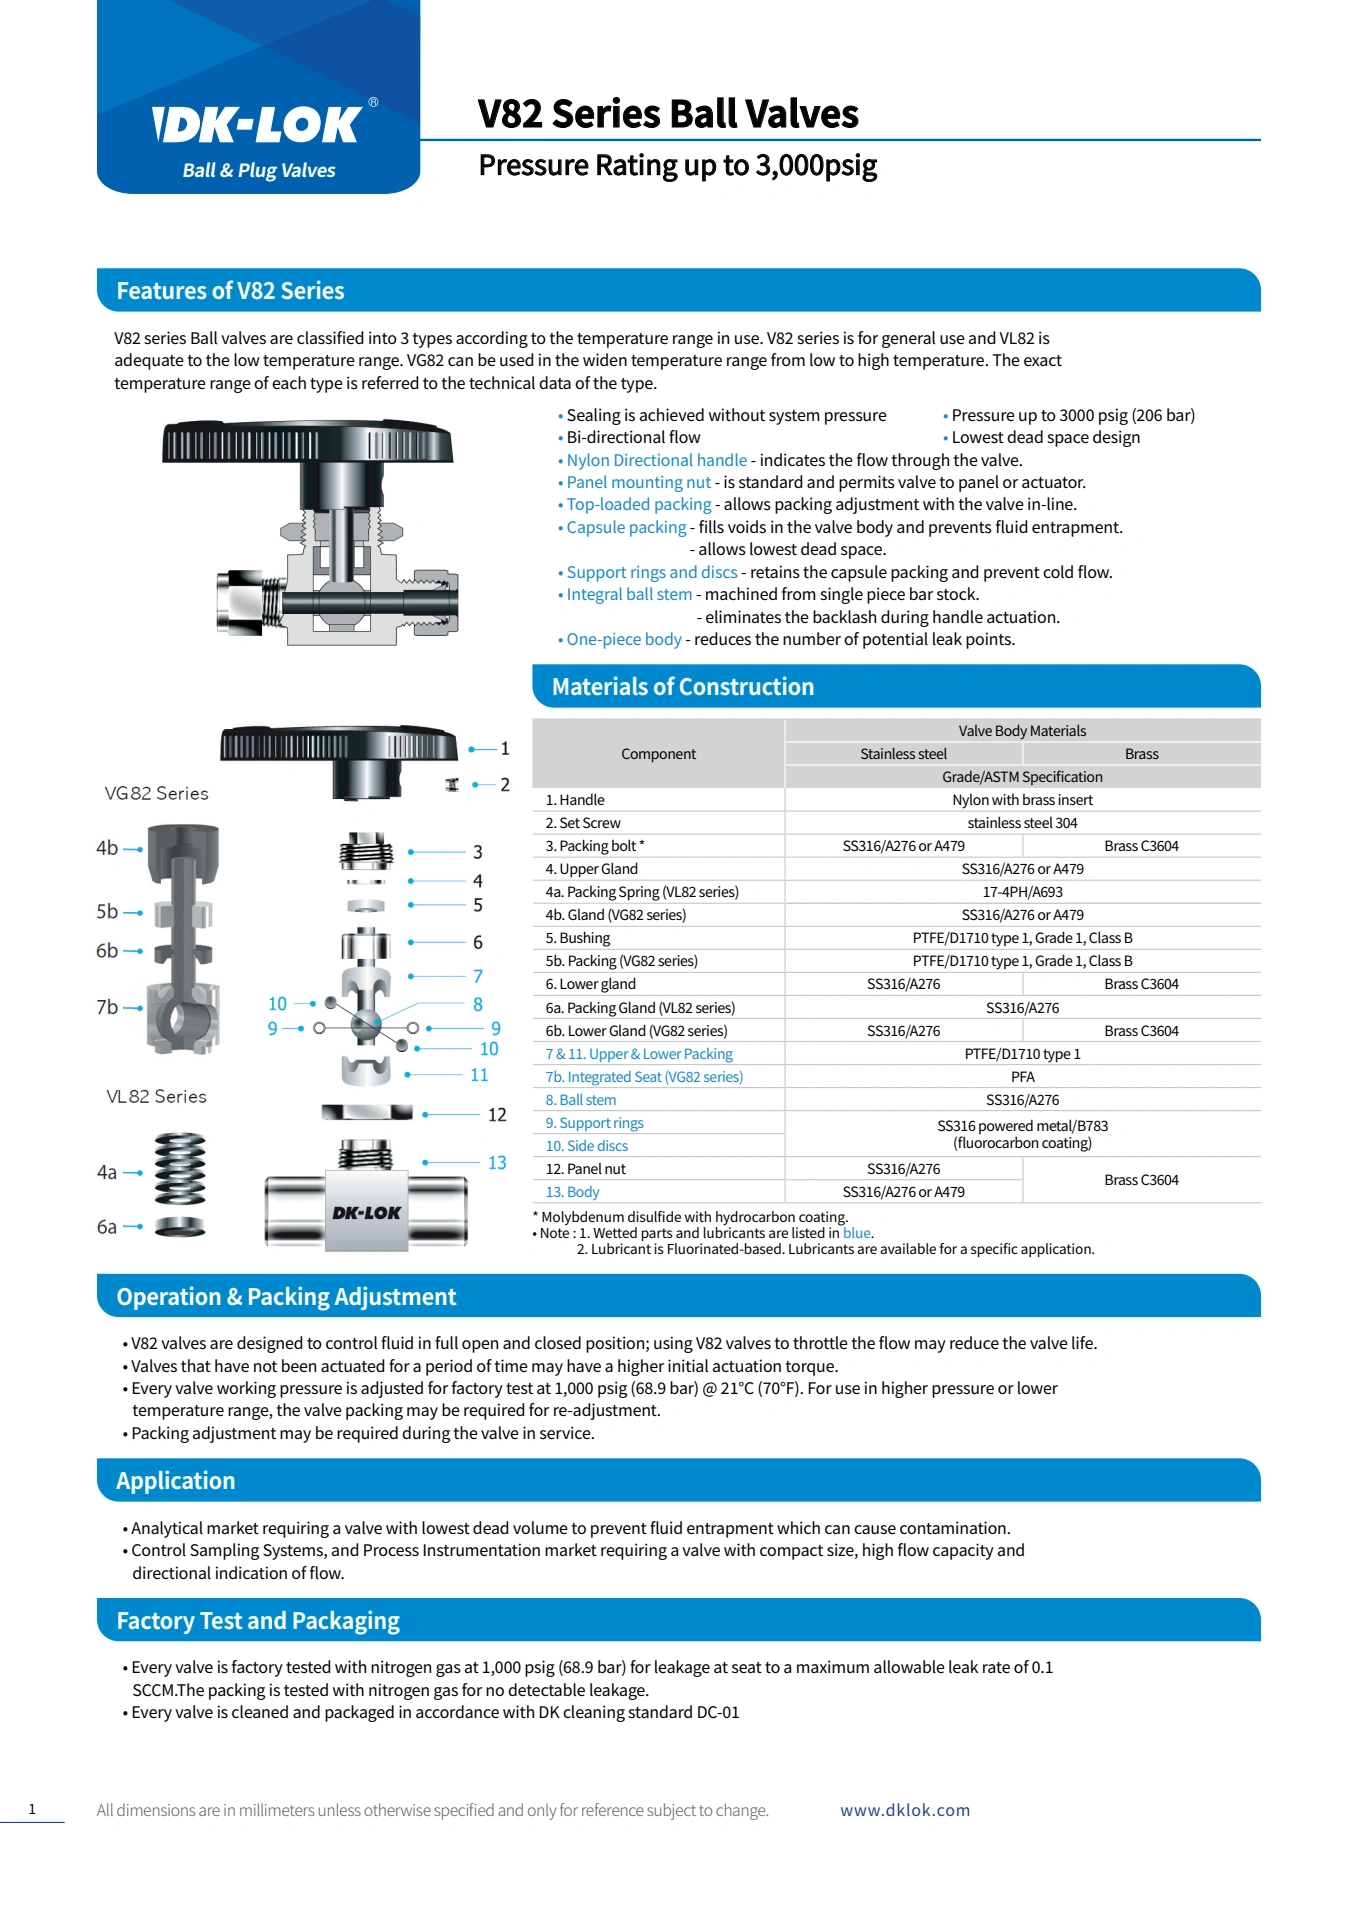 DK-LOK®
Ball & Plug Valves
V82 Series Ball Valves
Pressure Rating up to 3,000psig
Features of V82 Series
V82 series Ball valves are classified into 3 types according to the temperature range in use. V82 series is for general use and VL82 is
adequate to the low temperature range. VG82 can be used in the widen temperature range from low to high temperature. The exact
temperature range of each type is referred to the technical data of the type.
• Sealing is achieved without system pressure • Pressure up to 3000 psig (206 bar)
• Bi-directional flow • Lowest dead space design
• Nylon Directional handle - indicates the flow through the valve.
• Panel mounting nut - is standard and permits valve to panel or actuator.
• Top-loaded packing - allows packing adjustment with the valve in-line.
• Capsule packing - fills voids in the valve body and prevents fluid entrapment.
- allows lowest dead space.
• Support rings and discs - retains the capsule packing and prevent cold flow.
• Integral ball stem - machined from single piece bar stock.
- eliminates the backlash during handle actuation.
• One-piece body - reduces the number of potential leak points.
VG82 Series
4b
5b
6b
7b
VL82 Series
4a
6a
1
2
3
4
5
6
7
10 8
9 9
10
11
12
13
DK-LOK
Materials of Construction
Component Valve Body Materials
Stainless steel Brass
Grade/ASTM Specification
1. Handle Nylon with brass insert
2. Set Screw stainless steel 304
3. Packing bolt * SS316/A276 or A479 Brass C3604
4. Upper Gland SS316/A276 or A479
4a. Packing Spring (VL82 series) 17-4PH/A693
4b. Gland (VG82 series) SS316/A276 or A479
5. Bushing PTFE/D1710 type 1, Grade 1, Class B
5b. Packing (VG82 series) PTFE/D1710 type 1, Grade 1, Class B
6. Lower gland SS316/A276 Brass C3604
6a. Packing Gland (VL82 series) SS316/A276
6b. Lower Gland (VG82 series) SS316/A276 Brass C3604
7 & 11. Upper & Lower Packing PTFE/D1710 type 1
7b. Integrated Seat (VG82 series) PFA
8. Ball stem SS316/A276
9. Support rings SS316 powered metal/B783
10. Side discs (fluorocarbon coating)
12. Panel nut SS316/A276 Brass C3604
13. Body SS316/A276 or A479
* Molybdenum disulfide with hydrocarbon coating.
• Note : 1. Wetted parts and lubricants are listed in blue.
2. Lubricant is Fluorinated-based. Lubricants are available for a specific application.
Operation & Packing Adjustment
• V82 valves are designed to control fluid in full open and closed position; using V82 valves to throttle the flow may reduce the valve life.
• Valves that have not been actuated for a period of time may have a higher initial actuation torque.
• Every valve working pressure is adjusted for factory test at 1,000 psig (68.9 bar) @ 21°C (70°F). For use in higher pressure or lower
temperature range, the valve packing may be required for re-adjustment.
• Packing adjustment may be required during the valve in service.
Application
• Analytical market requiring a valve with lowest dead volume to prevent fluid entrapment which can cause contamination.
• Control Sampling Systems, and Process Instrumentation market requiring a valve with compact size, high flow capacity and
directional indication of flow.
Factory Test and Packaging
• Every valve is factory tested with nitrogen gas at 1,000 psig (68.9 bar) for leakage at seat to a maximum allowable leak rate of 0.1
SCCM.The packing is tested with nitrogen gas for no detectable leakage.
• Every valve is cleaned and packaged in accordance with DK cleaning standard DC-01
1 All dimensions are in millimeters unless otherwise specified and only for reference subject to change. www.dklok.com